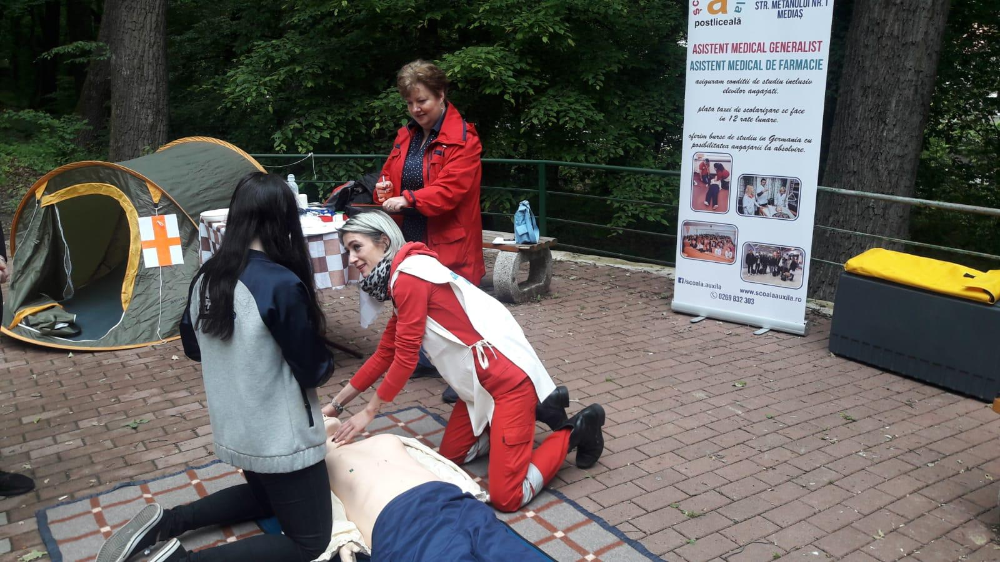 șc
a
la
postliceală
STR. METANULUI NR. 1
MEDIAȘ
ASISTENT MEDICAL GENERALIST
ASISTENT MEDICAL DE FARMACIE
asiguram conditii de studiu inclusiv
elevilor angajati.
plata taxei de scolarizare se face
in 12 rate lunare.
oferim burse de studiu in Germania cu
posibilitatea angajarii la absolvire.
/scoala.auxila
www.scoalaauxila.ro
0269 832 303